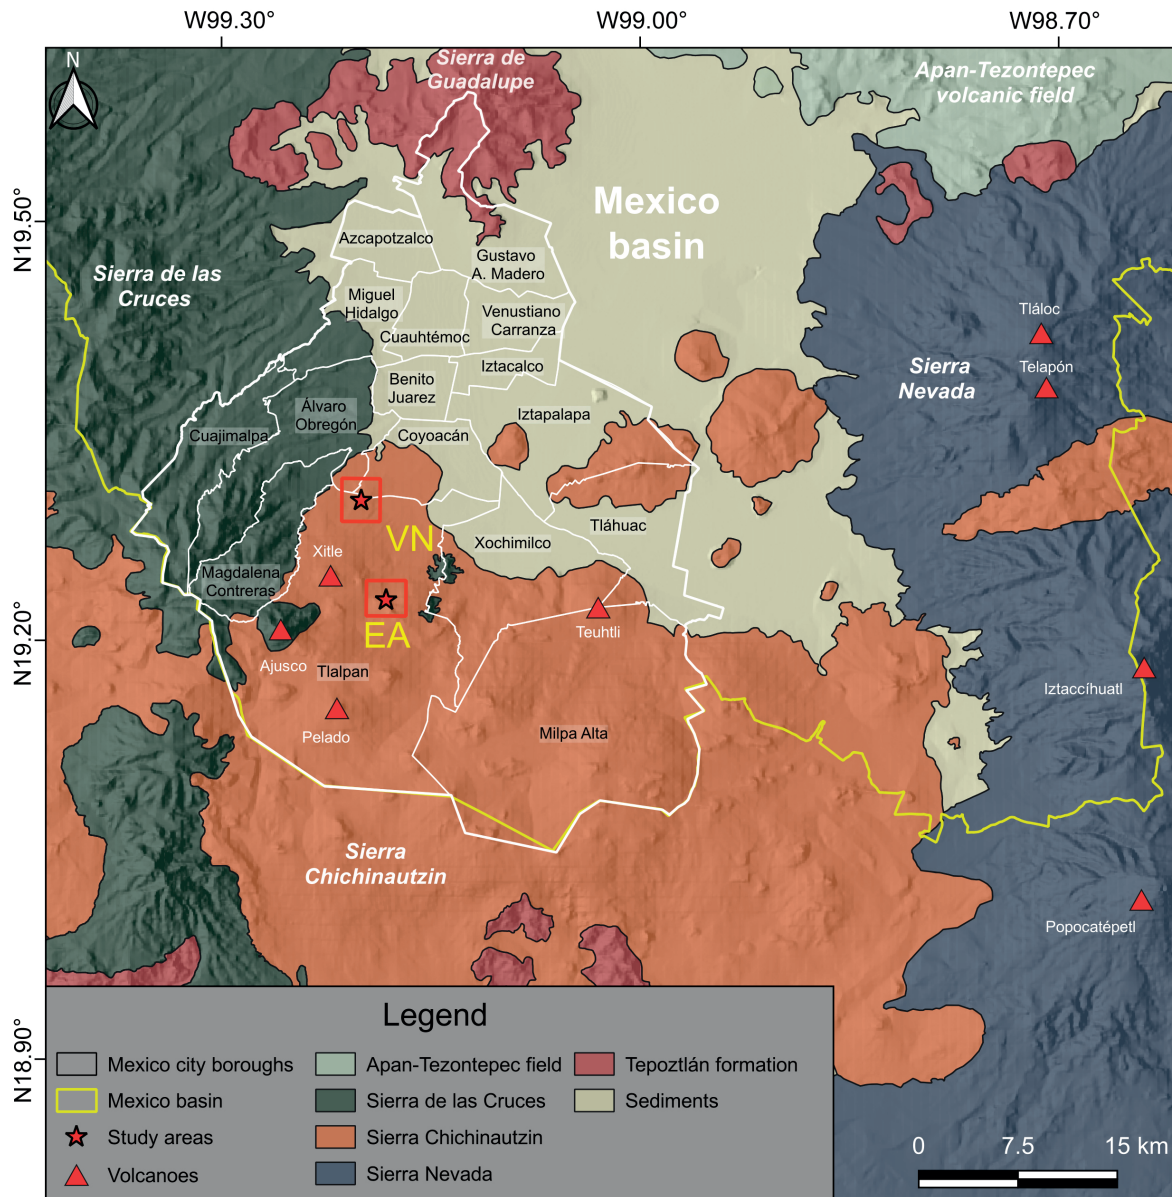 W99.30°
W99.00°
W98.70°
N
Sierra de
Guadalupe
Apan-Tezontepec
volcanic field
N19.50°
Mexico
basin
Azcapotzalco
Gustavo
A. Madero
Sierra de las
Cruces
Miguel
Hidalgo
Venustiano
Carranza
Tláloc
Cuauhtémoc
Iztacalco
Sierra
Nevada
Telapón
Benito
Juarez
Álvaro
Obregón
Iztapalapa
Cuajimalpa
Coyoacán
Tláhuac
VN
Xochimilco
Xitle
Magdalena
Contreras
N19.20°
EA
Teuhtli
Ajusco
Tlalpan
Iztaccíhuatl
Pelado
Milpa Alta
Sierra
Chichinautzin
Popocatépetl
N18.90°
Legend
Mexico city boroughs
Mexico basin
Study areas
Volcanoes
Apan-Tezontepec field
Sierra de las Cruces
Sierra Chichinautzin
Sierra Nevada
Tepoztlán formation
Sediments
0 7.5 15 km